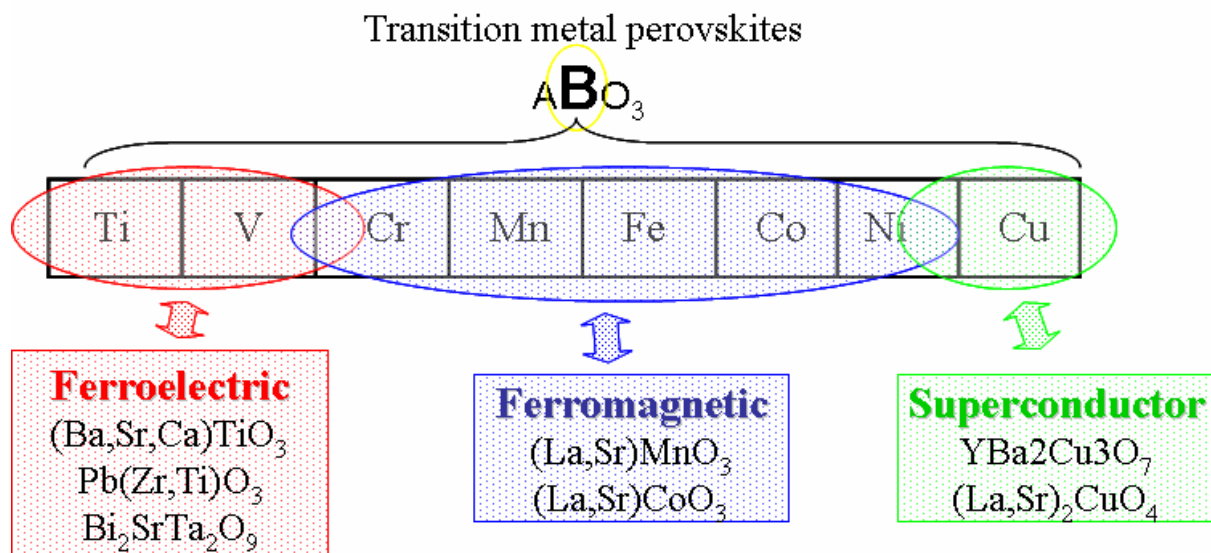 Transition metal perovskites
ABO₃
Ti V Cr Mn Fe Co Ni Cu
Ferroelectric
(Ba,Sr,Ca)TiO₃
Pb(Zr,Ti)O₃
Bi₂SrTa₂O₉
Ferromagnetic
(La,Sr)MnO₃
(La,Sr)CoO₃
Superconductor
YBa2Cu3O₇
(La,Sr)₂CuO₄